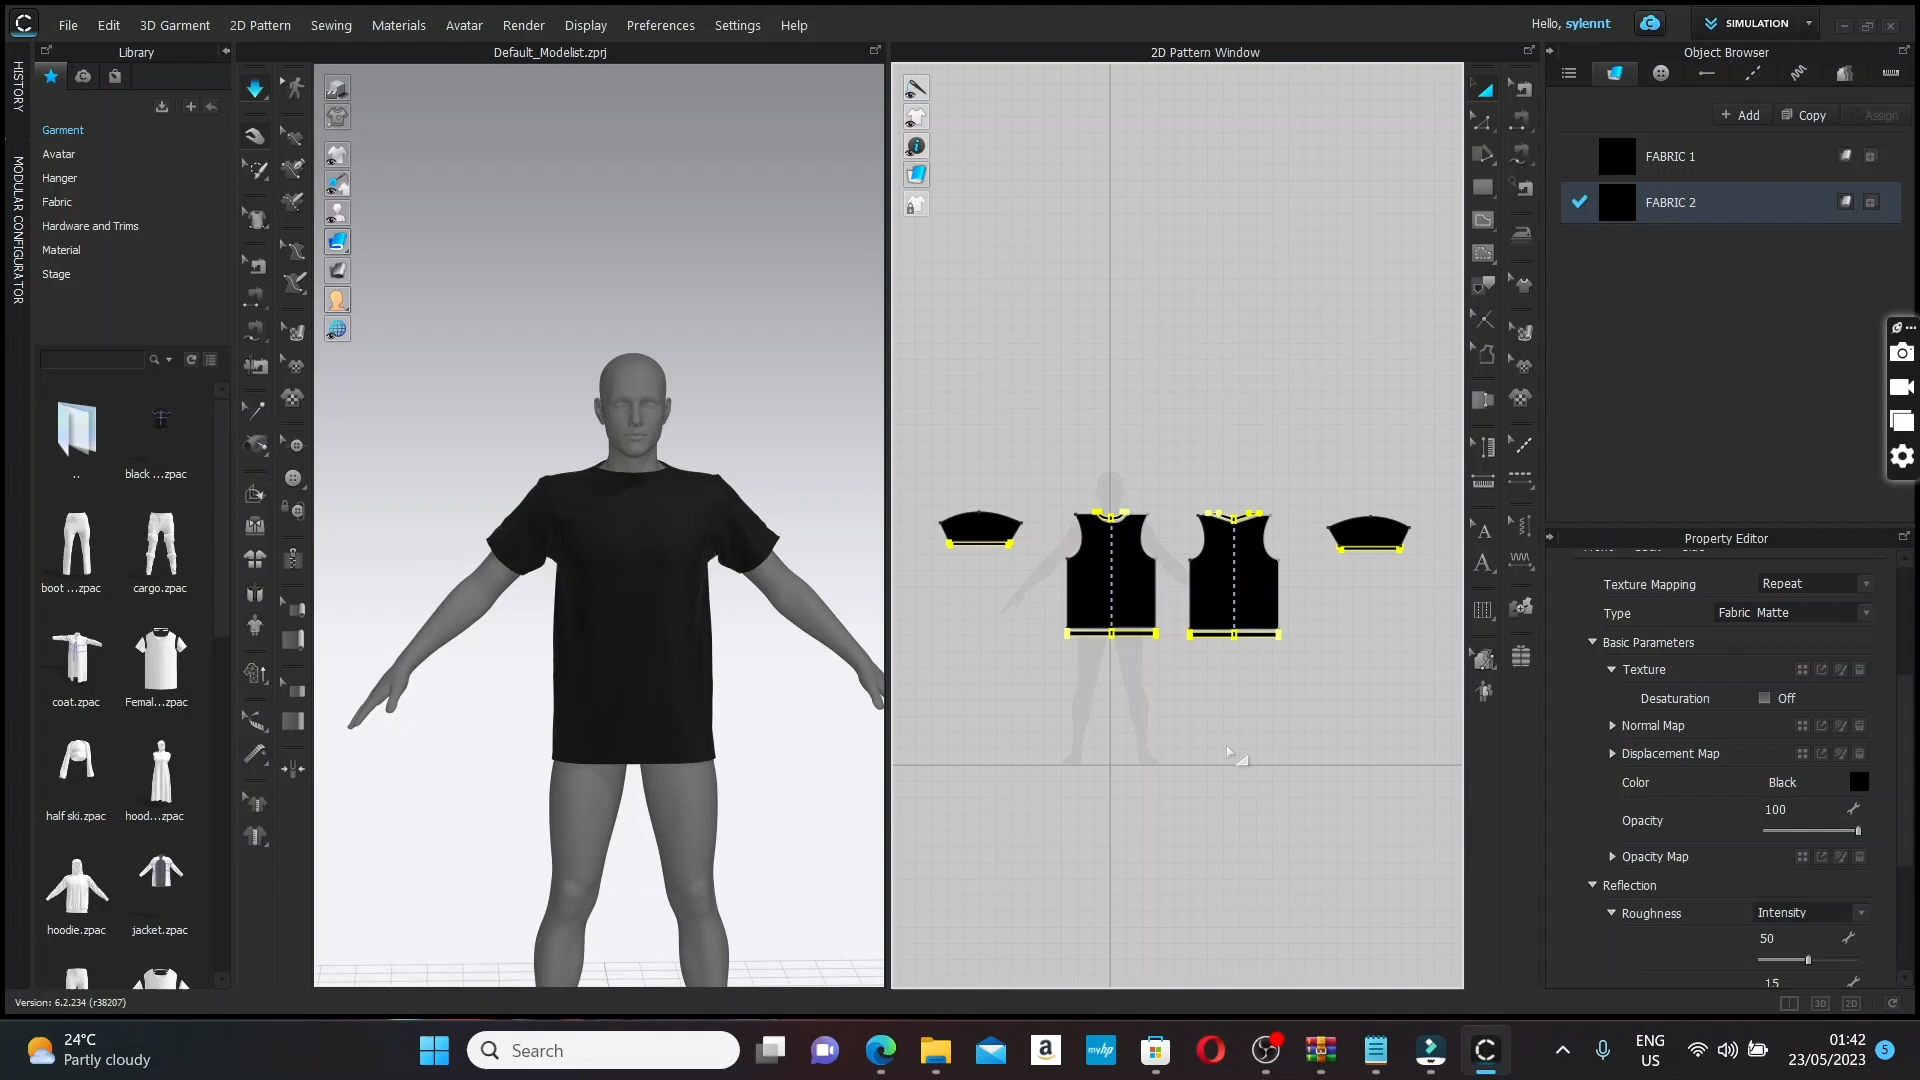 File Edit 3D Garment 2D Pattern Sewing Materials Avatar Render Display Preferences Settings Help
Hello, sylennt
SIMULATION
Library
Default_Modelist.zprj
2D Pattern Window
Object Browser
HISTORY
MODULAR CONFIGURATOR
Garment
Avatar
Hanger
Fabric
Hardware and Trims
Material
Stage
..
black ...zpac
boot ...zpac
cargo.zpac
coat.zpac
Femal...zpac
half ski.zpac
hood...zpac
hoodie.zpac
jacket.zpac
Version: 6.2.234 (r38207)
+ Add
Copy
Assign
FABRIC 1
FABRIC 2
Property Editor
Texture Mapping
Repeat
Type
Fabric Matte
Basic Parameters
Texture
Desaturation
Off
Normal Map
Displacement Map
Color
Black
Opacity
100
Opacity Map
Reflection
Roughness
Intensity
50
15
3D
2D
24°C
Partly cloudy
Search
a
myhp
ENG
US
01:42
23/05/2023
5